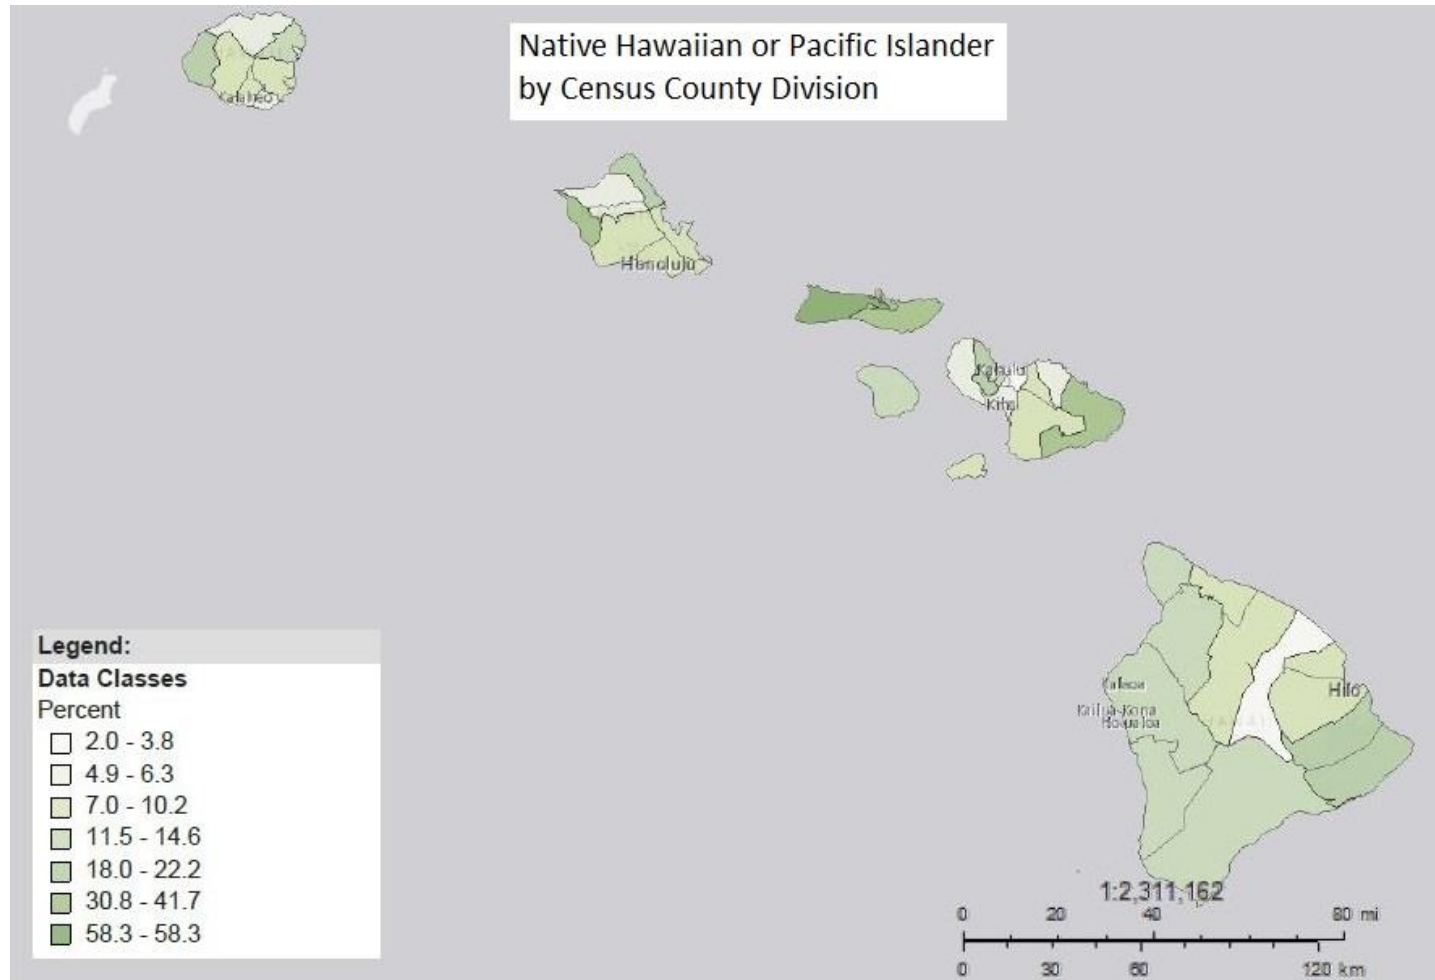 Native Hawaiian or Pacific Islander
by Census County Division
Honolulu
Kahului
Kihei
Hilo
Kailua-Kona
Legend:
Data Classes
Percent
2.0 - 3.8
4.9 - 6.3
7.0 - 10.2
11.5 - 14.6
18.0 - 22.2
30.8 - 41.7
58.3 - 58.3
1:2,311,162
0 20 40 80 mi
0 30 60 120 km